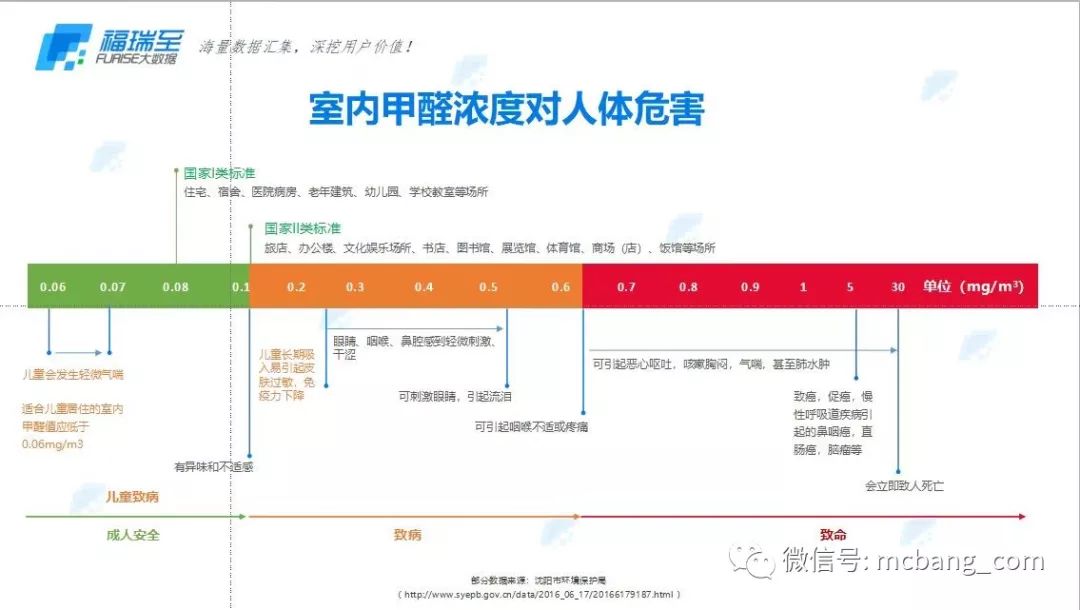 福瑞至
FURISE大数据
海量数据汇集，深挖用户价值！
室内甲醛浓度对人体危害
国家I类标准
住宅、宿舍、医院病房、老年建筑、幼儿园、学校教室等场所
国家II类标准
旅店、办公楼、文化娱乐场所、书店、图书馆、展览馆、体育馆、商场（店）、饭馆等场所
0.06 0.07 0.08 0.1 0.2 0.3 0.4 0.5 0.6 0.7 0.8 0.9 1 5 30 单位（mg/m³）
儿童会发生轻微气喘
适合儿童居住的室内
甲醛值应低于
0.06mg/m3
有异味和不适感
儿童长期吸
入易引起皮
肤过敏，免
疫力下降
眼睛、咽喉、鼻腔感到轻微刺激、
干涩
可刺激眼睛，引起流泪
可引起咽喉不适或疼痛
可引起恶心呕吐，咳嗽胸闷，气喘，甚至肺水肿
致癌，促癌，慢
性呼吸道疾病引
起的鼻咽癌，直
肠癌，脑瘤等
会立即致人死亡
儿童致病
成人安全
致病
致命
微信号: mcbang_com
部分数据来源：沈阳市环境保护局
（http://www.syepb.gov.cn/data/2016_06_17/20166179187.html）